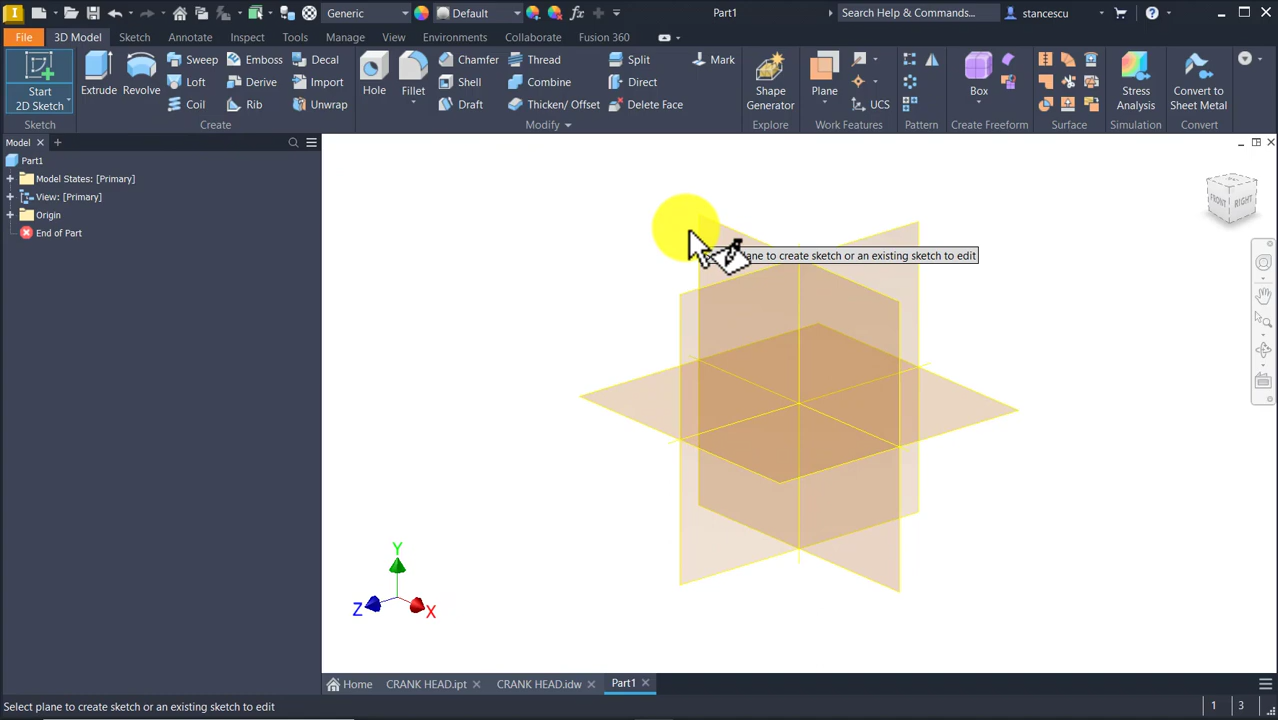 Generic
Default
Part1
Search Help & Commands...
stancescu
File
3D Model
Sketch
Annotate
Inspect
Tools
Manage
View
Environments
Collaborate
Fusion 360
Start
2D Sketch
Sketch
Extrude
Revolve
Sweep
Loft
Coil
Emboss
Derive
Rib
Decal
Import
Unwrap
Create
Hole
Fillet
Chamfer
Shell
Draft
Thread
Combine
Thicken/ Offset
Split
Direct
Delete Face
Modify
Mark
Shape
Generator
Explore
Plane
UCS
Work Features
Pattern
Box
Create Freeform
Surface
Stress
Analysis
Simulation
Convert to
Sheet Metal
Convert
Model
Part1
Model States: [Primary]
View: [Primary]
Origin
End of Part
FRONT
RIGHT
plane to create sketch or an existing sketch to edit
Y
Z
X
Home
CRANK HEAD.ipt
CRANK HEAD.idw
Part1
Select plane to create sketch or an existing sketch to edit
1
3